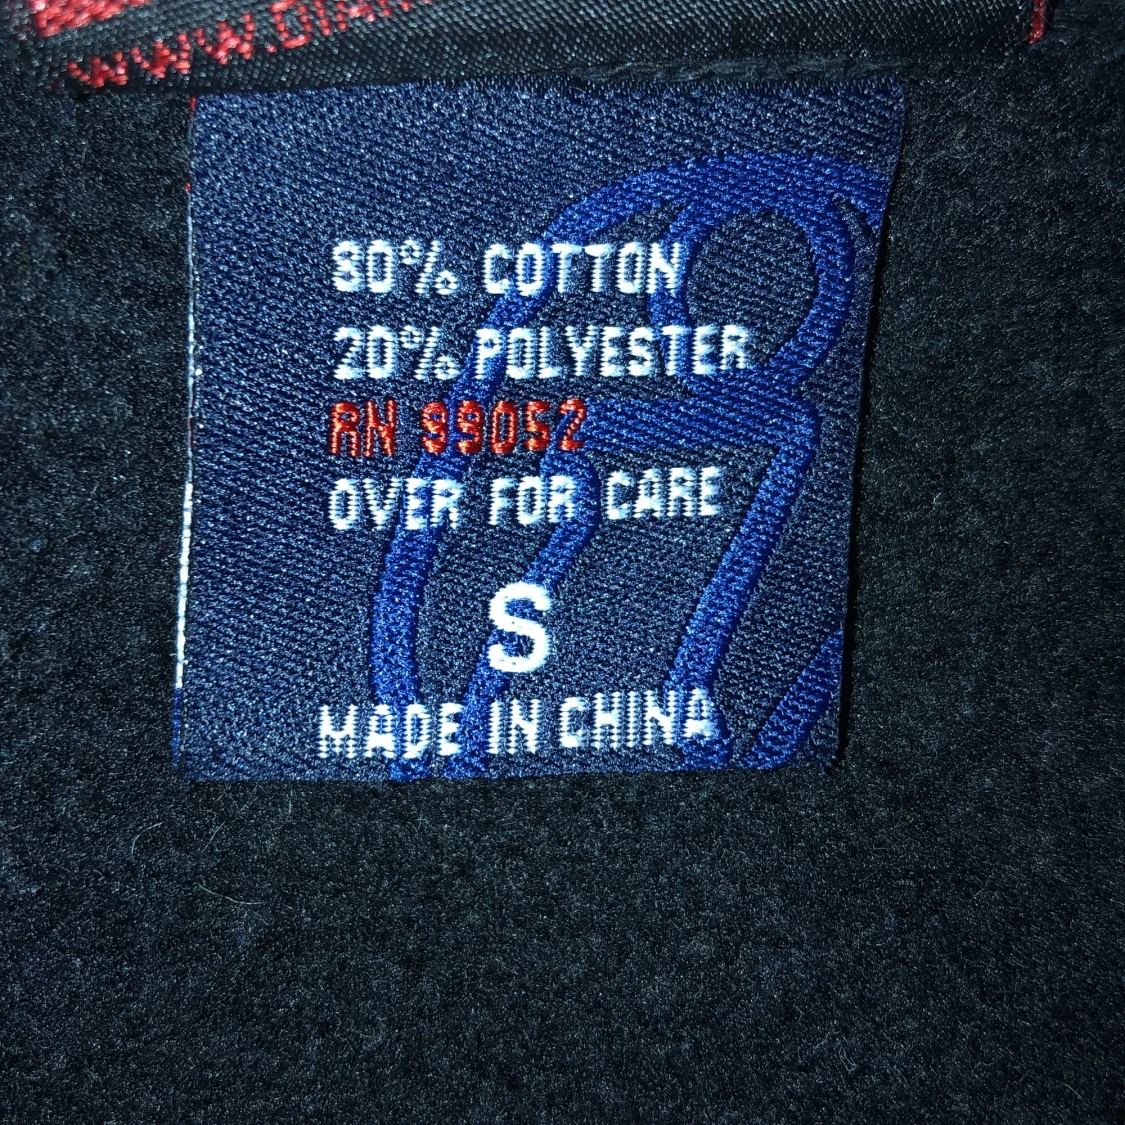 80% COTTON
20% POLYESTER
RN 99052
OVER FOR CARE
S
MADE IN CHINA